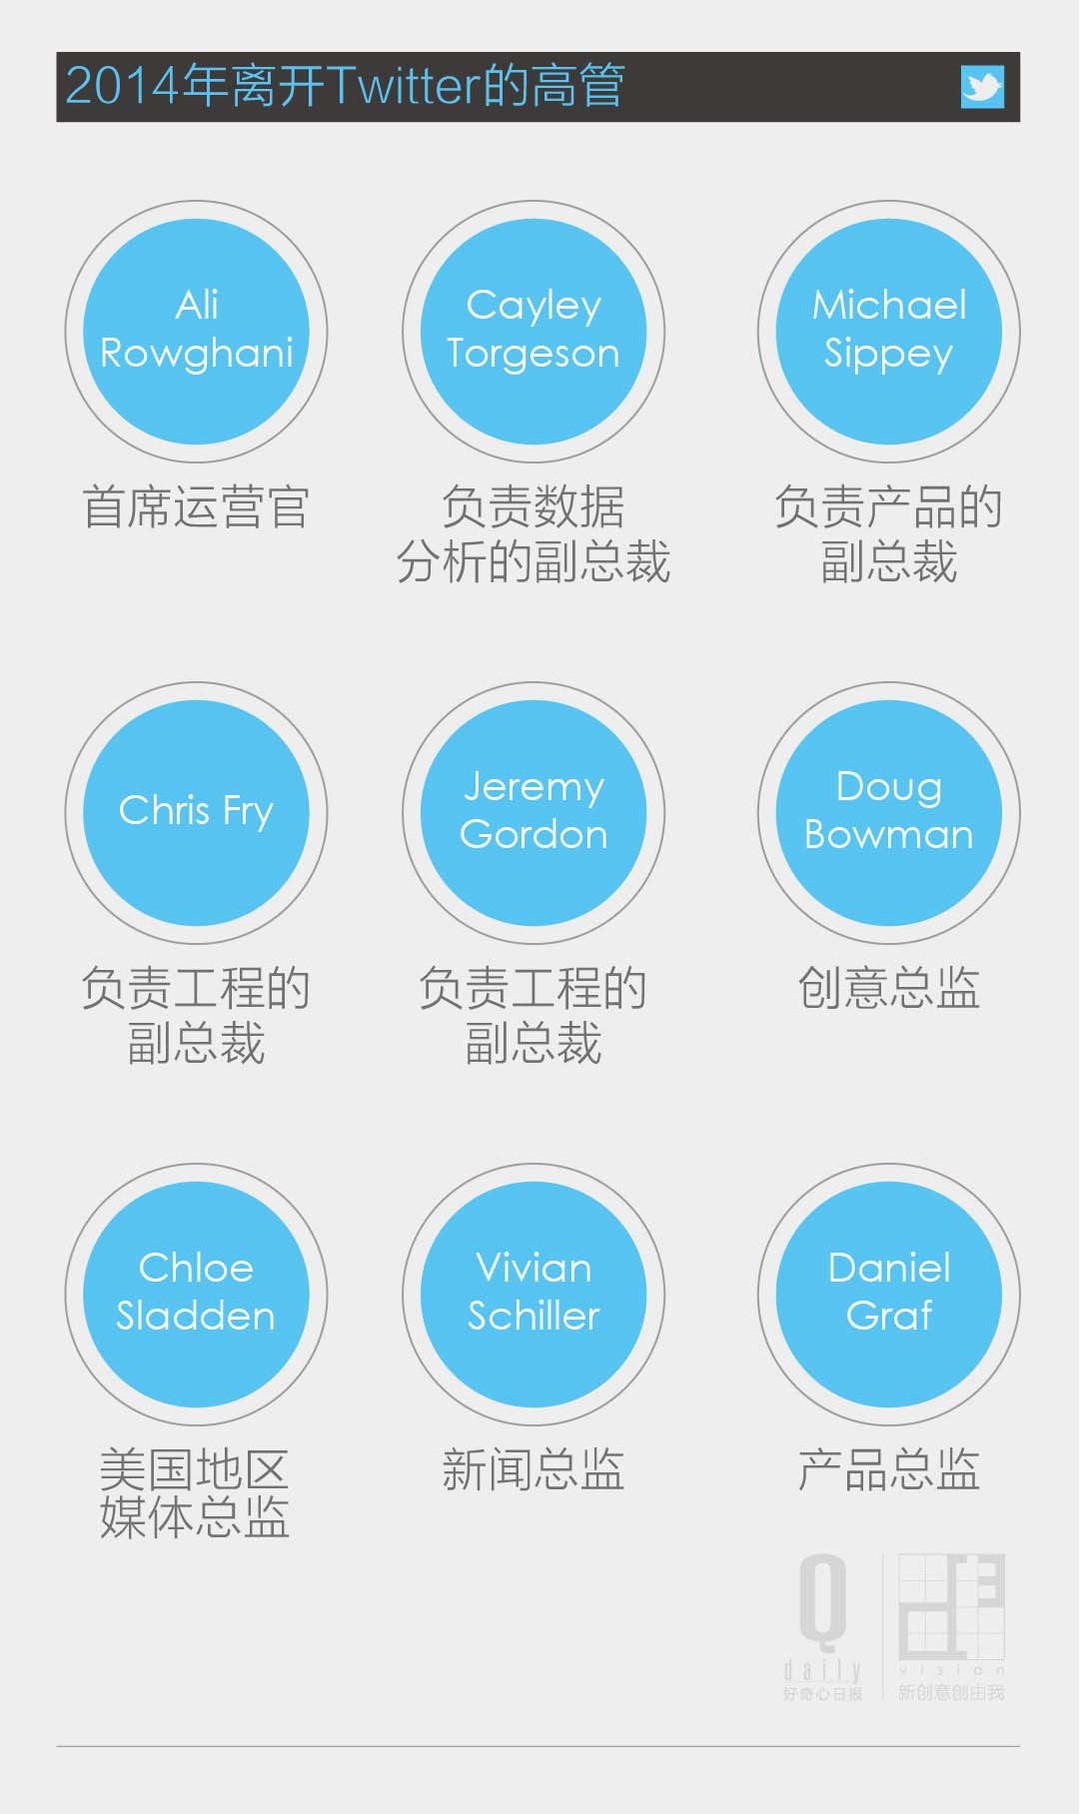 2014年离开Twitter的高管
Ali
Rowghani
首席运营官
Cayley
Torgeson
负责数据
分析的副总裁
Michael
Sippey
负责产品的
副总裁
Chris Fry
负责工程的
副总裁
Jeremy
Gordon
负责工程的
副总裁
Doug
Bowman
创意总监
Chloe
Sladden
美国地区
媒体总监
Vivian
Schiller
新闻总监
Daniel
Graf
产品总监
Q
daily
好奇心日报
vision
新创意创由我